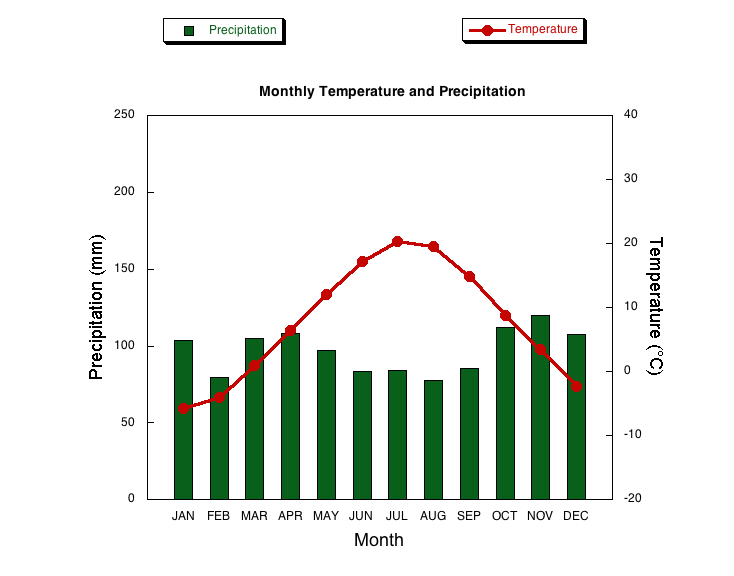 Precipitation
Temperature
Monthly Temperature and Precipitation
250
200
150
100
50
0
Precipitation (mm)
40
30
20
10
0
-10
-20
Temperature (°C)
JAN FEB MAR APR MAY JUN JUL AUG SEP OCT NOV DEC
Month